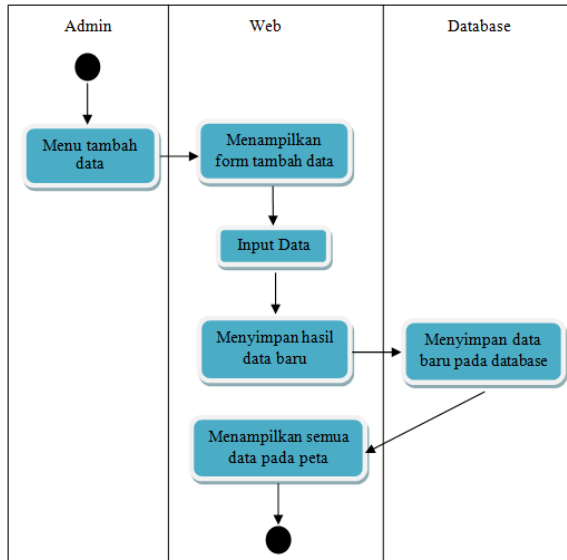 Admin
Web
Database
Menu tambah
data
Menampilkan
form tambah data
Input Data
Menyimpan hasil
data baru
Menyimpan data
baru pada database
Menampilkan semua
data pada peta